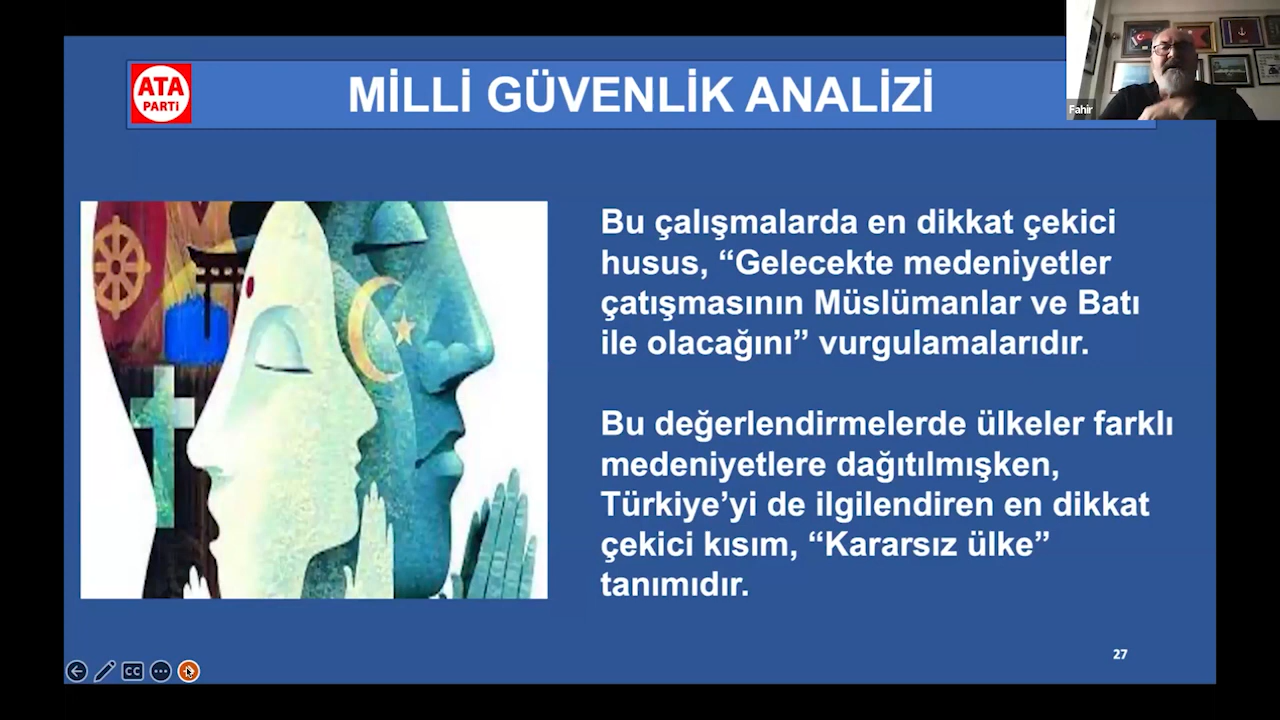 ATA
PARTİ
MİLLİ GÜVENLİK ANALİZİ
Fahir
Bu çalışmalarda en dikkat çekici
husus, “Gelecekte medeniyetler
çatışmasının Müslümanlar ve Batı
ile olacağını” vurgulamalarıdır.
Bu değerlendirmelerde ülkeler farklı
medeniyetlere dağıtılmışken,
Türkiye’yi de ilgilendiren en dikkat
çekici kısım, “Kararsız ülke”
tanımıdır.
27
CC